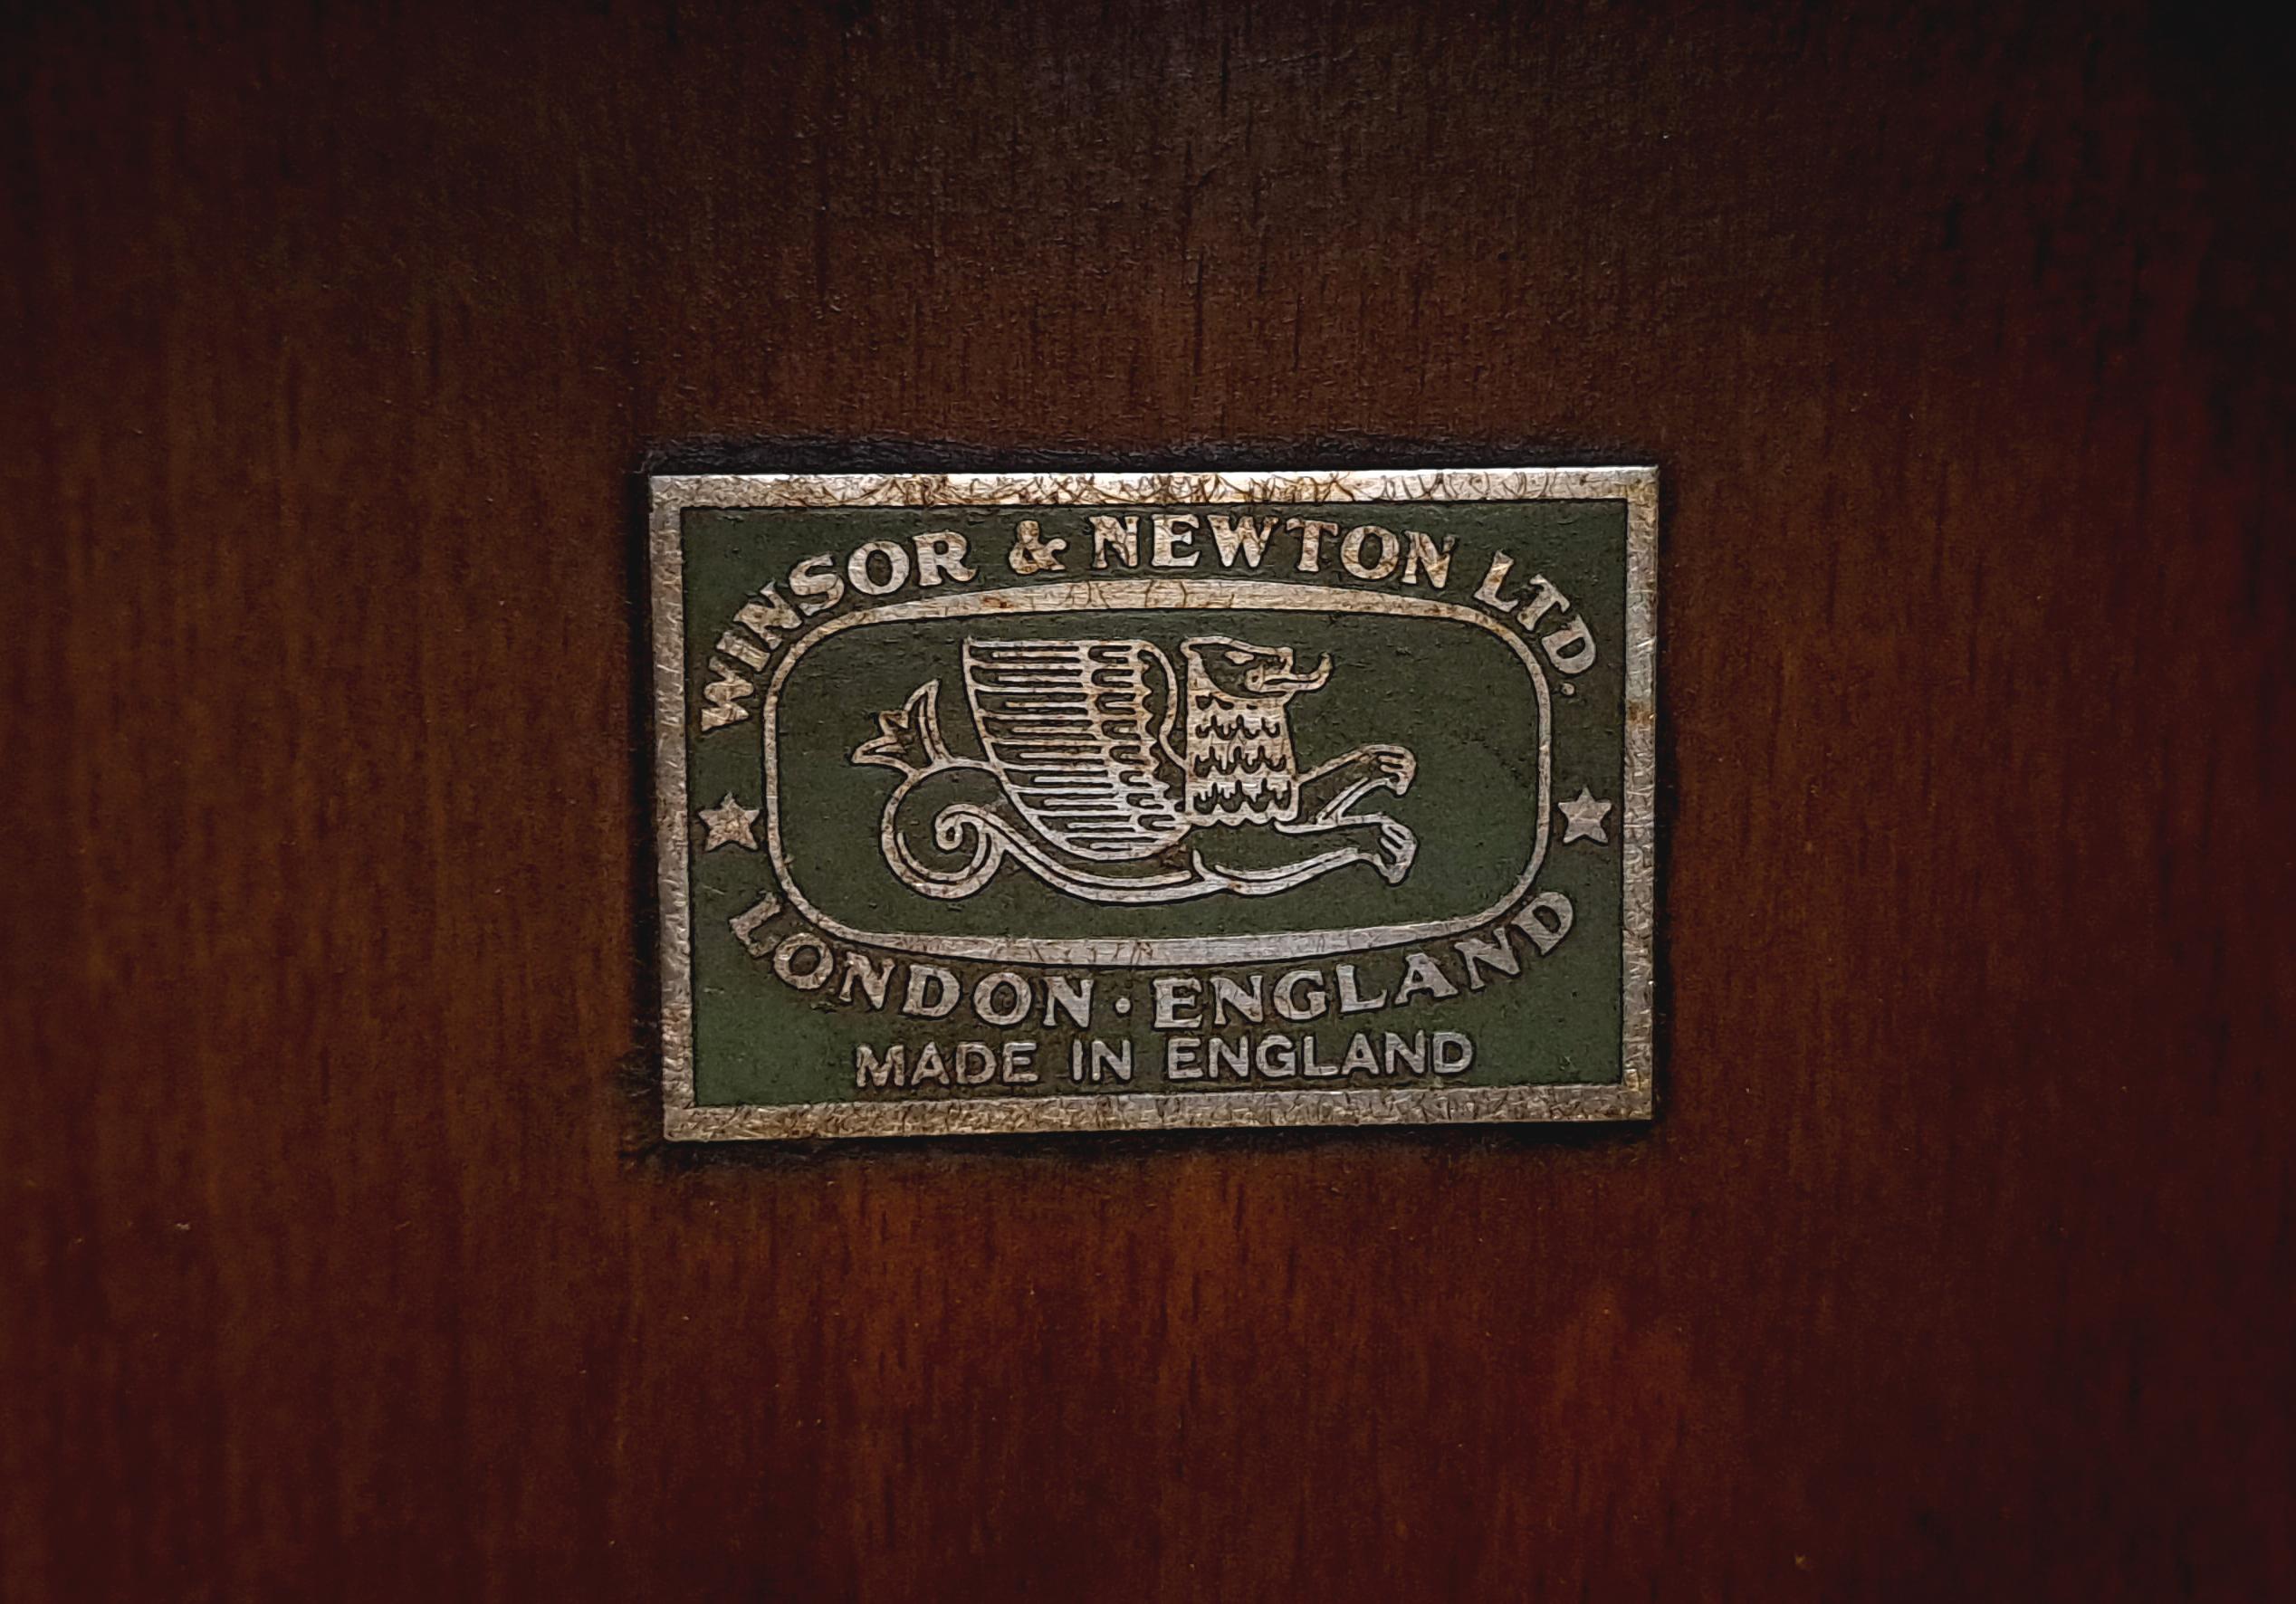 WINSOR & NEWTON LTD.
LONDON · ENGLAND
MADE IN ENGLAND